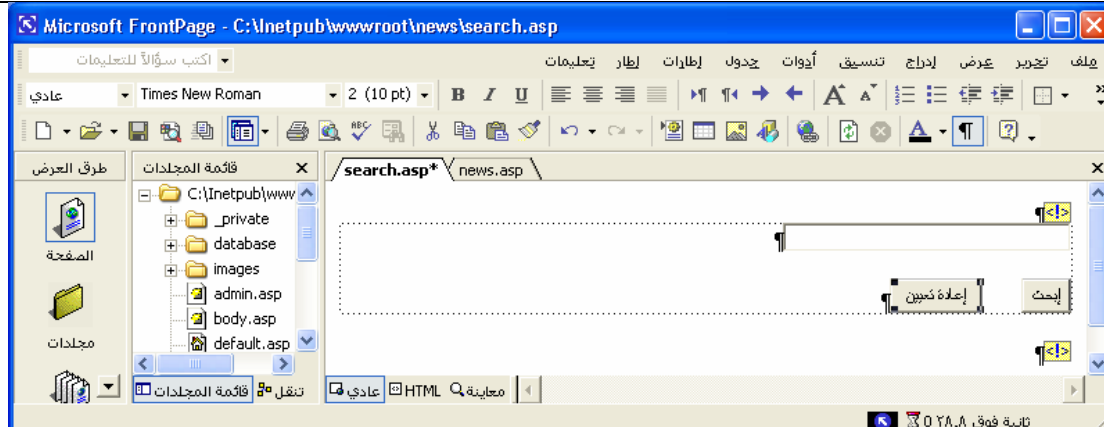 Microsoft FrontPage - C:\Inetpub\wwwroot\news\search.asp
ملف تحرير عرض إدراج تنسيق أدوات جدول إطارات إطار تعليمات اكتب سؤالاً للتعليمات
عادي Times New Roman 2 (10 pt) B I U
طرق العرض
قائمة المجلدات
search.asp* news.asp
C:\Inetpub\www
_private
database
images
admin.asp
body.asp
default.asp
الصفحة
مجلدات
إبحث إعادة تعيين
تنقل قائمة المجلدات
عادي HTML معاينة
٠:٢٨.٨ ثانية فوق